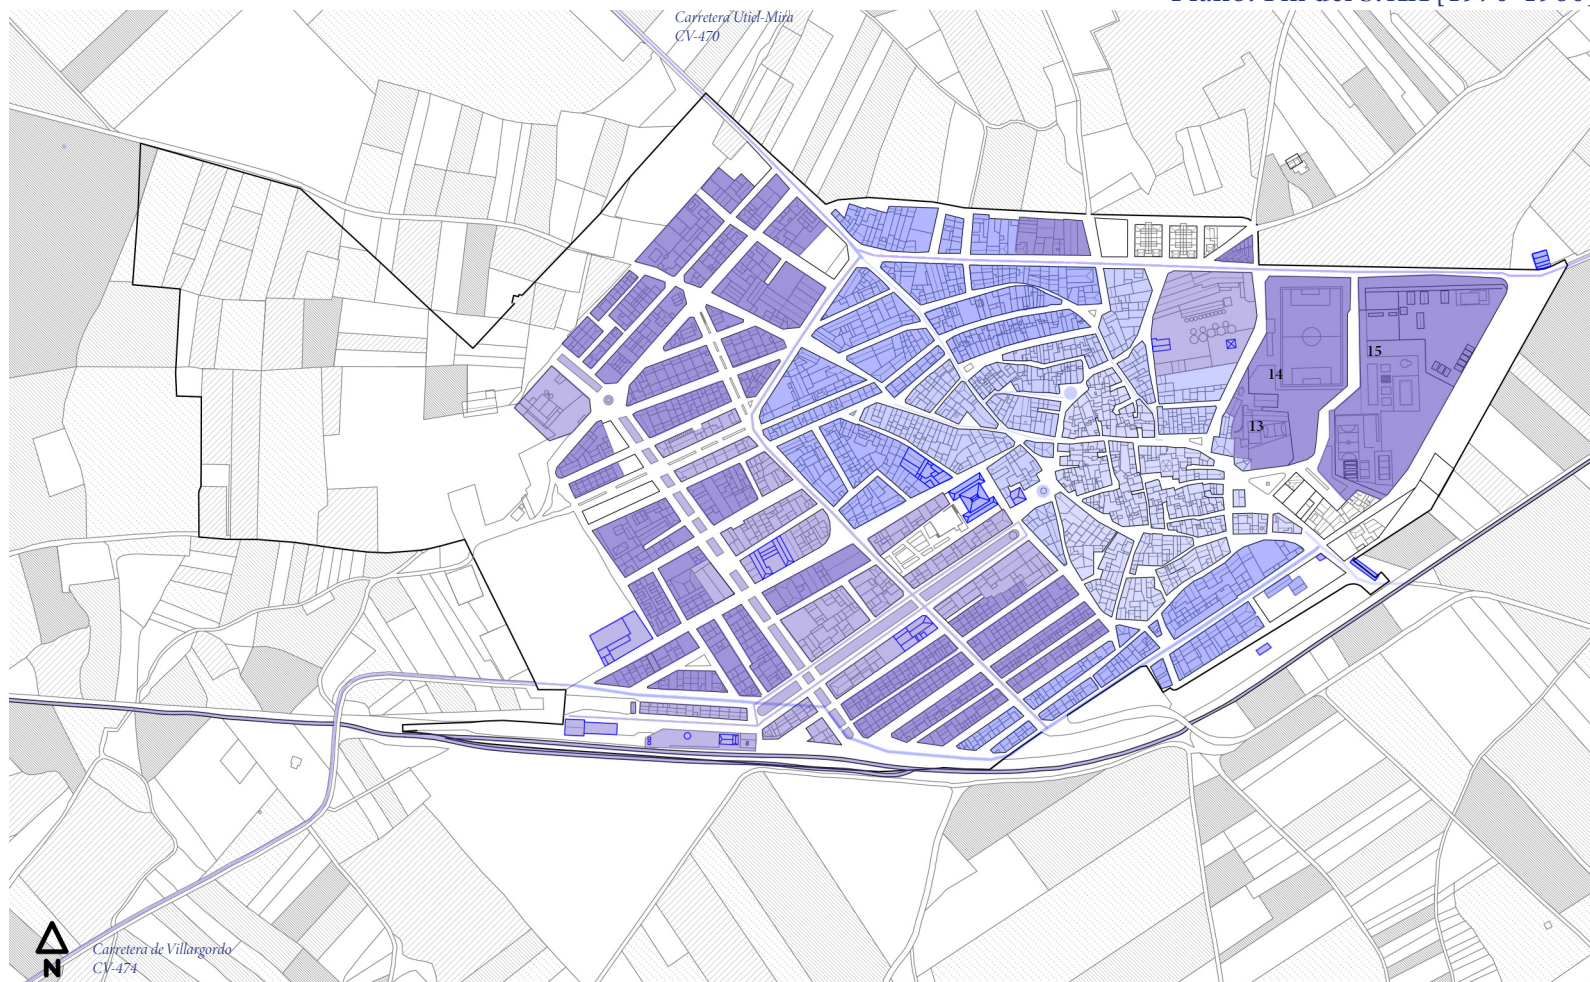 Carretera Utiel-Mira
CV-470
15
14
13
Carretera de Villargordo
CV-474
N